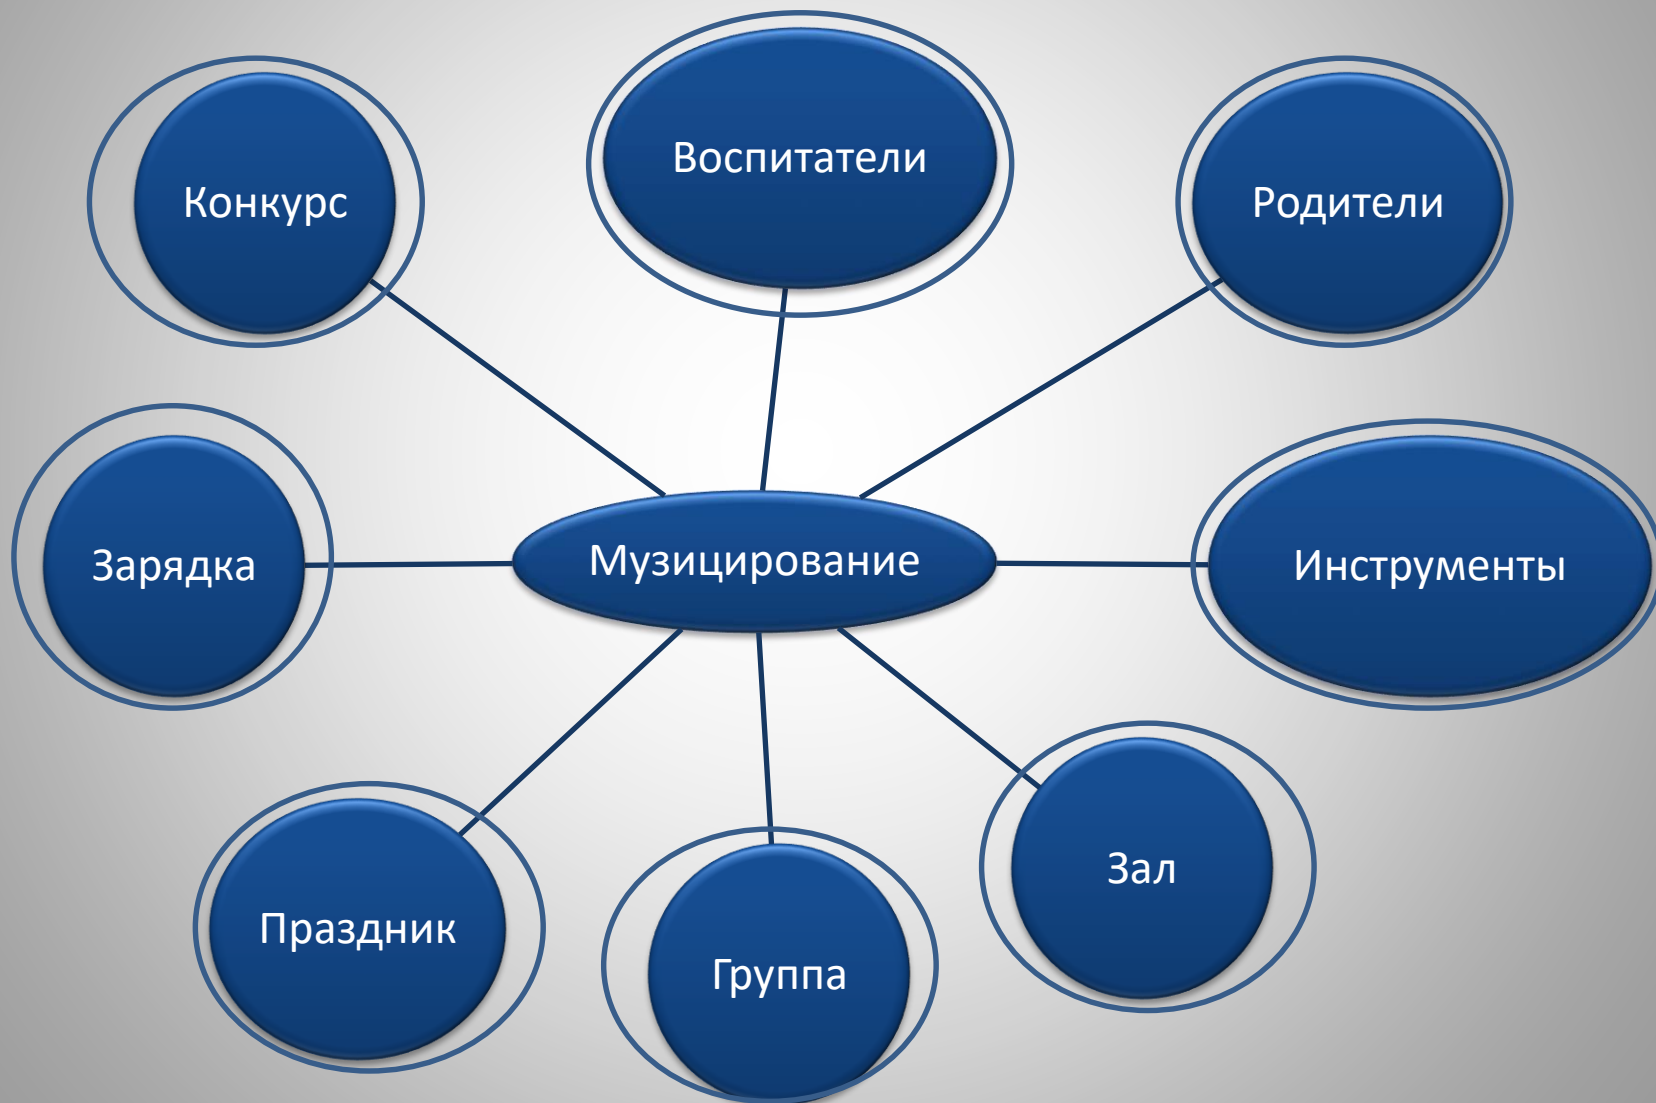 Воспитатели
Конкурс
Родители
Зарядка
Музицирование
Инструменты
Зал
Праздник
Группа